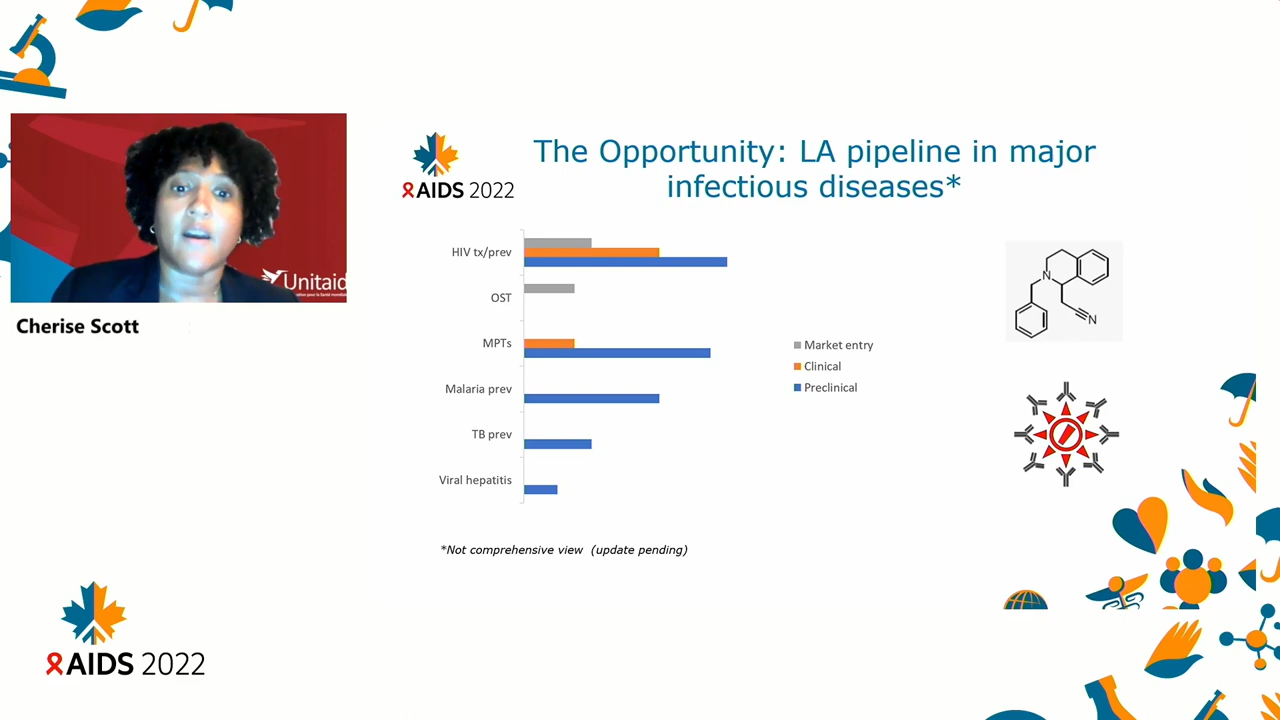 Unitaid
Cherise Scott
AIDS 2022
The Opportunity: LA pipeline in major
infectious diseases*
HIV tx/prev
OST
MPTs
Malaria prev
TB prev
Viral hepatitis
Market entry
Clinical
Preclinical
N
N
*Not comprehensive view (update pending)
AIDS 2022